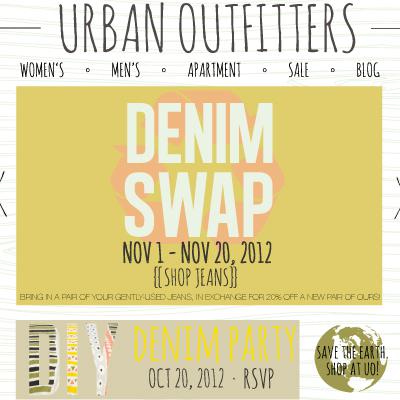 URBAN OUTFITTERS
WOMEN'S ○ MEN'S ○ APARTMENT ○ SALE ○ BLOG
DENIM
SWAP
NOV 1 - NOV 20, 2012
{[SHOP JEANS]}
BRING IN A PAIR OF YOUR GENTLY-USED JEANS, IN EXCHANGE FOR 20% OFF A NEW PAIR OF OURS!
DIY DENIM PARTY
OCT 20, 2012 · RSVP
SAVE THE EARTH,
SHOP AT UO!